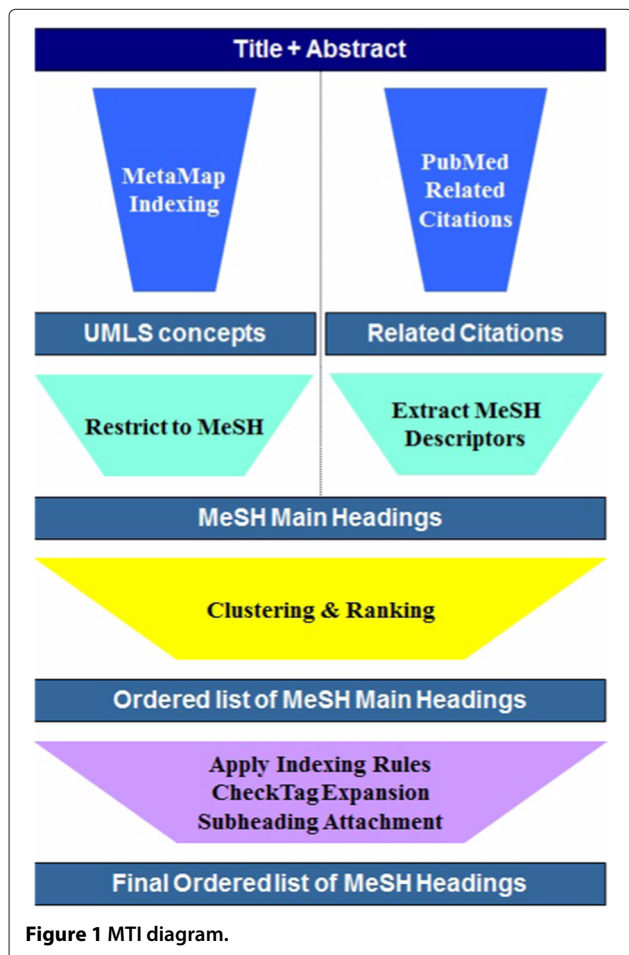 Title + Abstract
MetaMap
Indexing
PubMed
Related
Citations
UMLS concepts
Related Citations
Restrict to MeSH
Extract MeSH
Descriptors
MeSH Main Headings
Clustering & Ranking
Ordered list of MeSH Main Headings
Apply Indexing Rules
CheckTag Expansion
Subheading Attachment
Final Ordered list of MeSH Headings
Figure 1 MTI diagram.